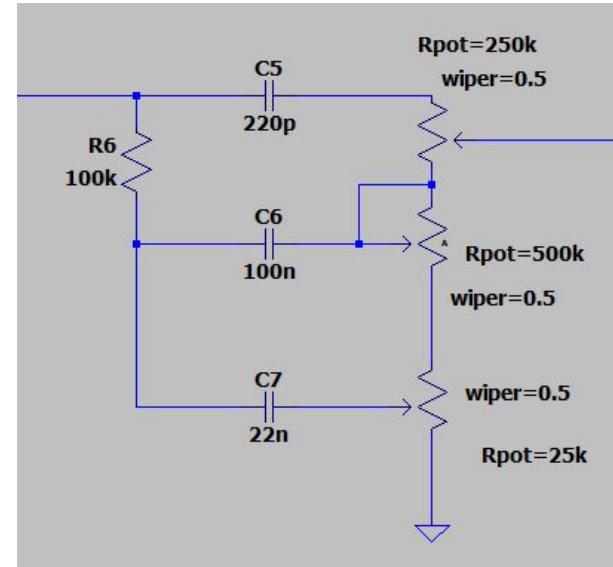 Rpot=250k
wiper=0.5
C5
220p
R6
100k
C6
100n
A
Rpot=500k
wiper=0.5
C7
22n
wiper=0.5
Rpot=25k